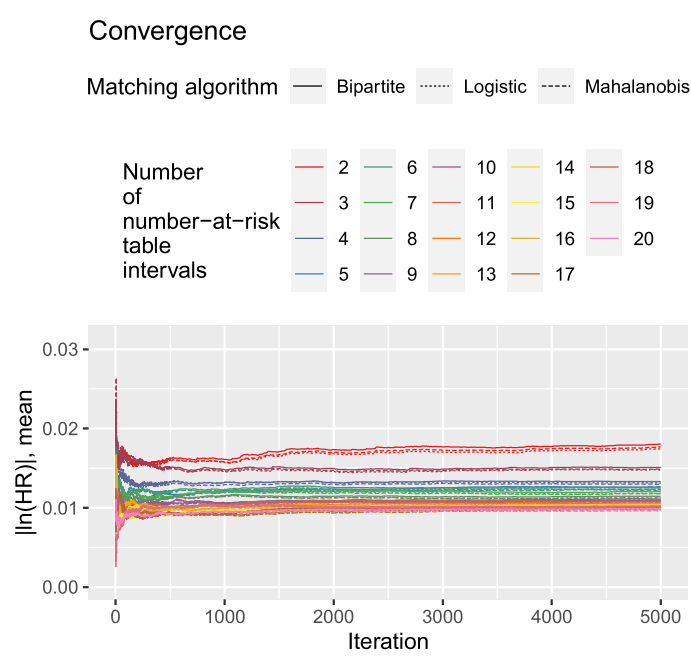 Convergence
Matching algorithm Bipartite Logistic Mahalanobis
Number
of
number−at−risk
table
intervals
2 6 10 14 18
3 7 11 15 19
4 8 12 16 20
5 9 13 17
|ln(HR)|, mean
0.03
0.02
0.01
0.00
0 1000 2000 3000 4000 5000
Iteration